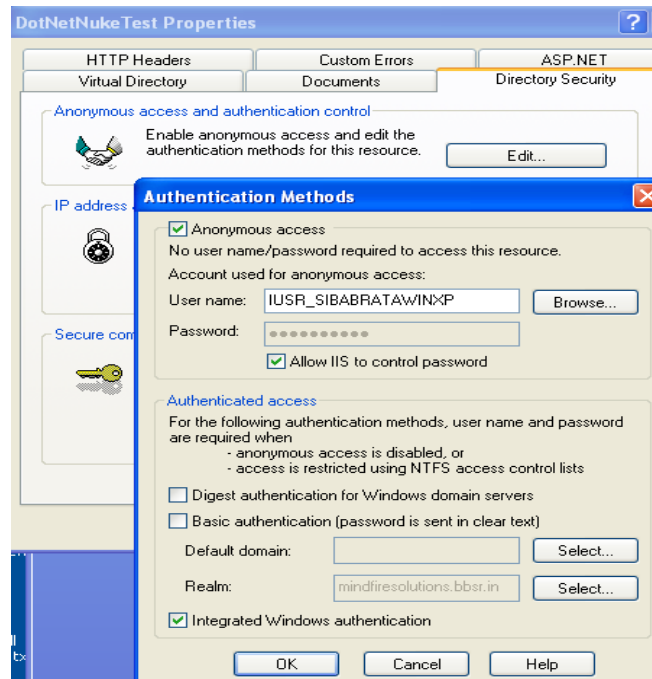 DotNetNukeTest Properties
?
HTTP Headers
Custom Errors
ASP.NET
Virtual Directory
Documents
Directory Security
Anonymous access and authentication control
Enable anonymous access and edit the
authentication methods for this resource.
Edit...
IP address
Secure con
Authentication Methods
Anonymous access
No user name/password required to access this resource.
Account used for anonymous access:
User name:
IUSR_SIBABRATAWINXP
Browse...
Password:
Allow IIS to control password
Authenticated access
For the following authentication methods, user name and password
are required when
- anonymous access is disabled, or
- access is restricted using NTFS access control lists
Digest authentication for Windows domain servers
Basic authentication (password is sent in clear text)
Default domain:
Select...
Realm:
mindfiresolutions.bbsr.in
Select...
Integrated Windows authentication
OK
Cancel
Help